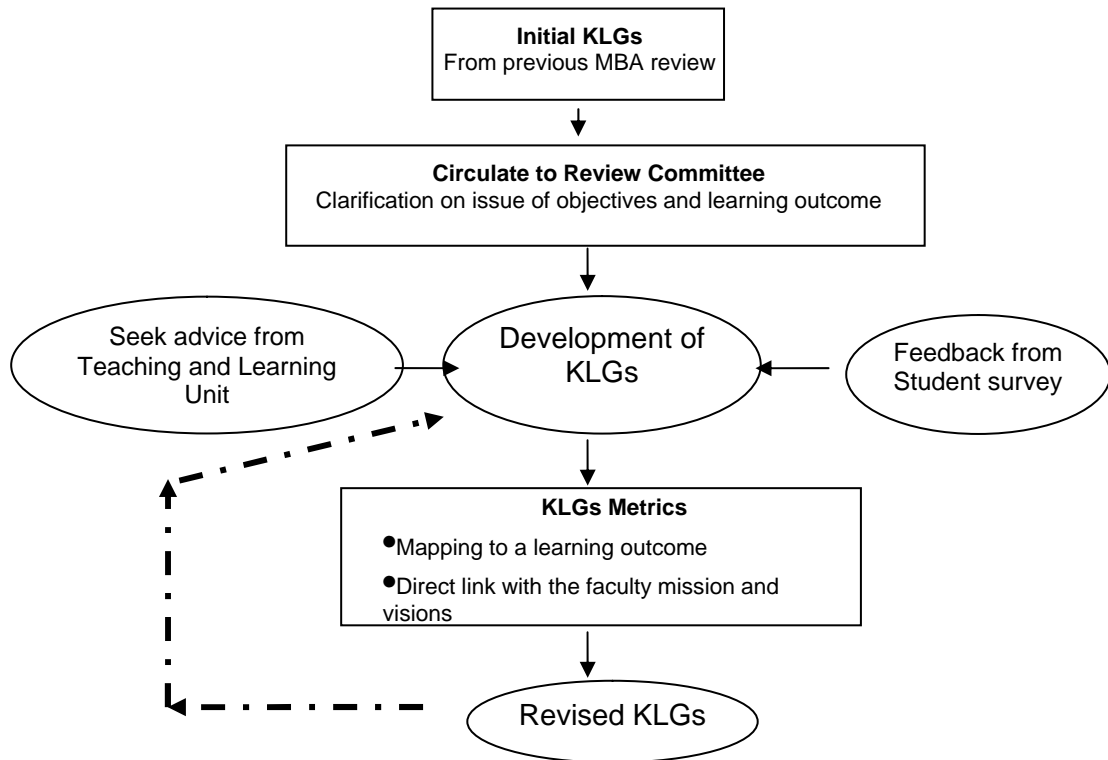 Initial KLGs
From previous MBA review
Circulate to Review Committee
Clarification on issue of objectives and learning outcome
Seek advice from
Teaching and Learning
Unit
Development of
KLGs
Feedback from
Student survey
KLGs Metrics
●Mapping to a learning outcome
●Direct link with the faculty mission and
visions
Revised KLGs